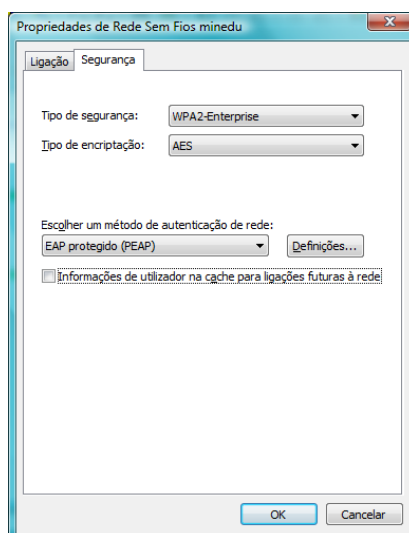 Propriedades de Rede Sem Fios minedu
Ligação Segurança
Tipo de segurança: WPA2-Enterprise
Tipo de encriptação: AES
Escolher um método de autenticação de rede:
EAP protegido (PEAP) Definições...
Informações de utilizador na cache para ligações futuras à rede
OK Cancelar